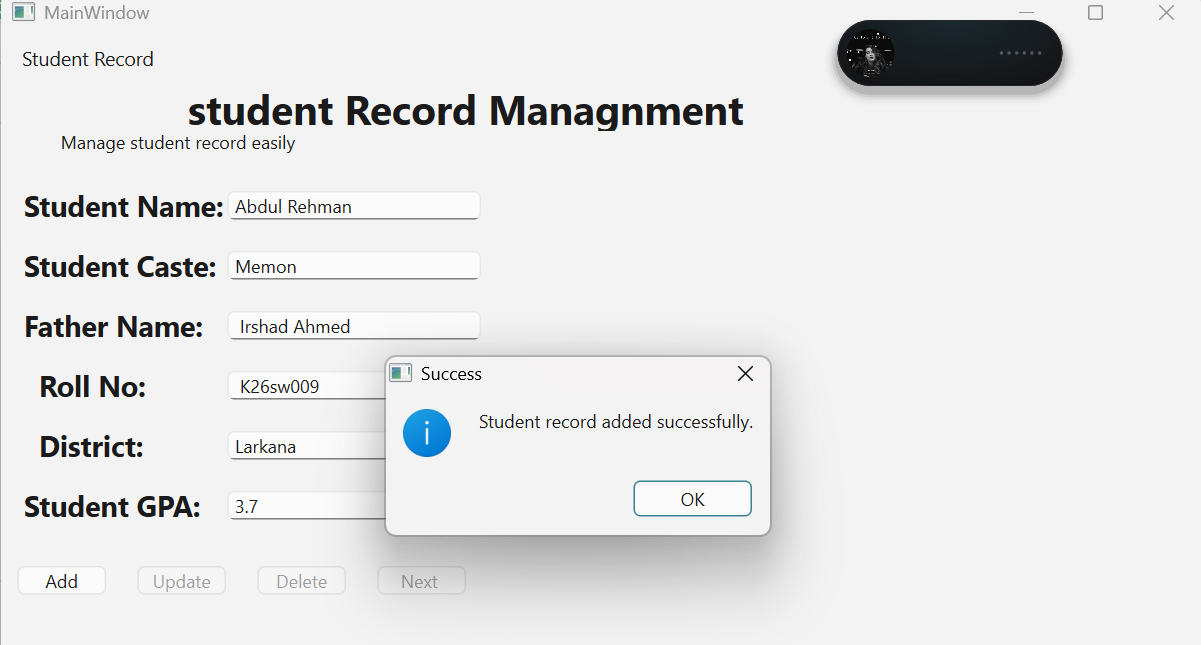 MainWindow
Student Record
student Record Managnment
Manage student record easily
Student Name: Abdul Rehman
Student Caste: Memon
Father Name: Irshad Ahmed
Roll No: K26sw009
District: Larkana
Student GPA: 3.7
Success
Student record added successfully.
OK
Add Update Delete Next